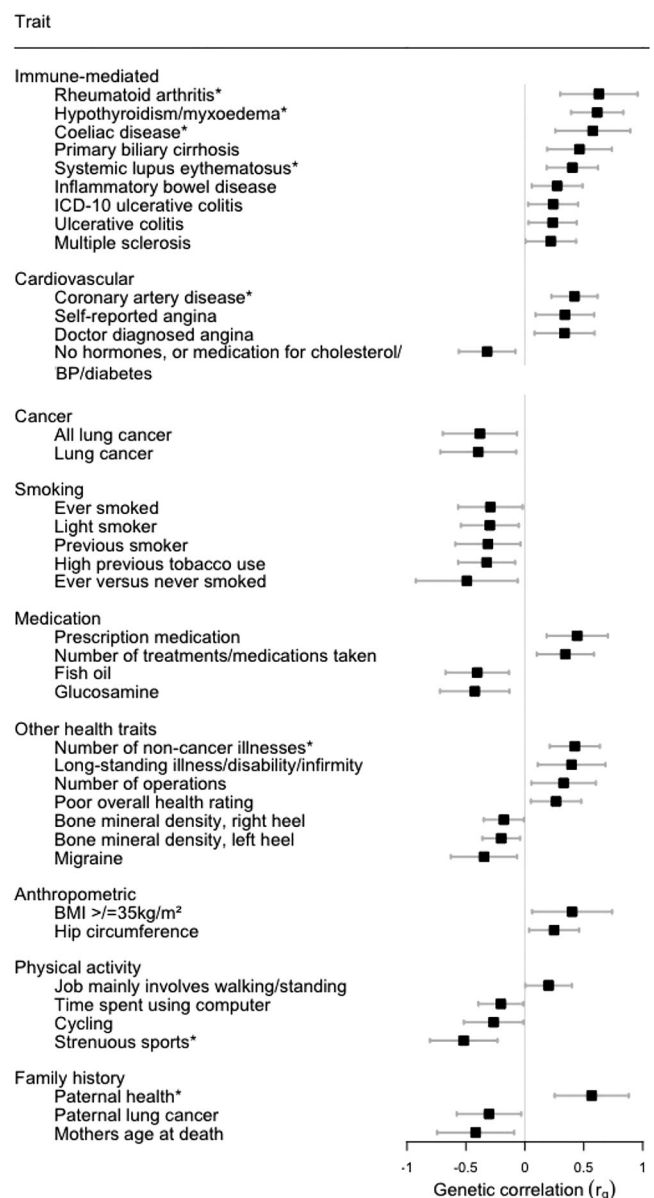 Trait
Immune-mediated
Rheumatoid arthritis*
Hypothyroidism/myxoedema*
Coeliac disease*
Primary biliary cirrhosis
Systemic lupus eythematosus*
Inflammatory bowel disease
ICD-10 ulcerative colitis
Ulcerative colitis
Multiple sclerosis
Cardiovascular
Coronary artery disease*
Self-reported angina
Doctor diagnosed angina
No hormones, or medication for cholesterol/
BP/diabetes
Cancer
All lung cancer
Lung cancer
Smoking
Ever smoked
Light smoker
Previous smoker
High previous tobacco use
Ever versus never smoked
Medication
Prescription medication
Number of treatments/medications taken
Fish oil
Glucosamine
Other health traits
Number of non-cancer illnesses*
Long-standing illness/disability/infirmity
Number of operations
Poor overall health rating
Bone mineral density, right heel
Bone mineral density, left heel
Migraine
Anthropometric
BMI >/=35kg/m²
Hip circumference
Physical activity
Job mainly involves walking/standing
Time spent using computer
Cycling
Strenuous sports*
Family history
Paternal health*
Paternal lung cancer
Mothers age at death
-1 -0.5 0 0.5 1
Genetic correlation (rg)